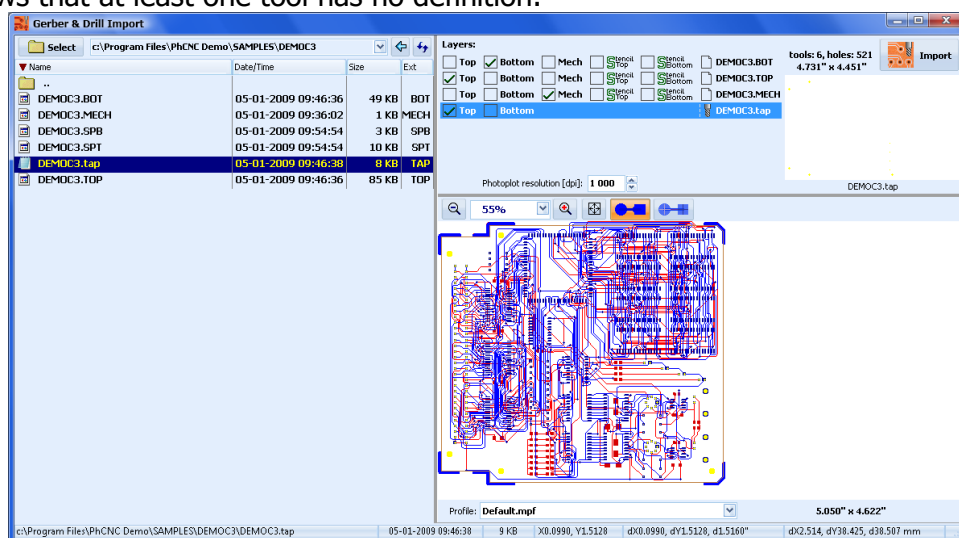 ws that at least one tool has no definition.
Gerber & Drill Import
Select c:\Program Files\PhCNC Demo\SAMPLES\DEMOC3
Name Date/Time Size Ext
..
DEMOC3.BOT 05-01-2009 09:46:36 49 KB BOT
DEMOC3.MECH 05-01-2009 09:36:02 1 KB MECH
DEMOC3.SPB 05-01-2009 09:54:54 3 KB SPB
DEMOC3.SPT 05-01-2009 09:54:54 10 KB SPT
DEMOC3.tap 05-01-2009 09:46:38 8 KB TAP
DEMOC3.TOP 05-01-2009 09:46:36 85 KB TOP
Layers:
Top Bottom Mech Stencil Top Stencil Bottom DEMOC3.BOT
Top Bottom Mech Stencil Top Stencil Bottom DEMOC3.TOP
Top Bottom Mech Stencil Top Stencil Bottom DEMOC3.MECH
Top Bottom DEMOC3.tap
tools: 6, holes: 521
4.731" x 4.451"
Import
Photoplot resolution [dpi]: 1 000
DEMOC3.tap
55%
Profile: Default.mpf 5.050" x 4.622"
c:\Program Files\PhCNC Demo\SAMPLES\DEMOC3\DEMOC3.tap 05-01-2009 09:46:38 9 KB X0.0990, Y1.5128 dX0.0990, dY1.5128, d1.5160" dX2.514, dY38.425, d38.507 mm